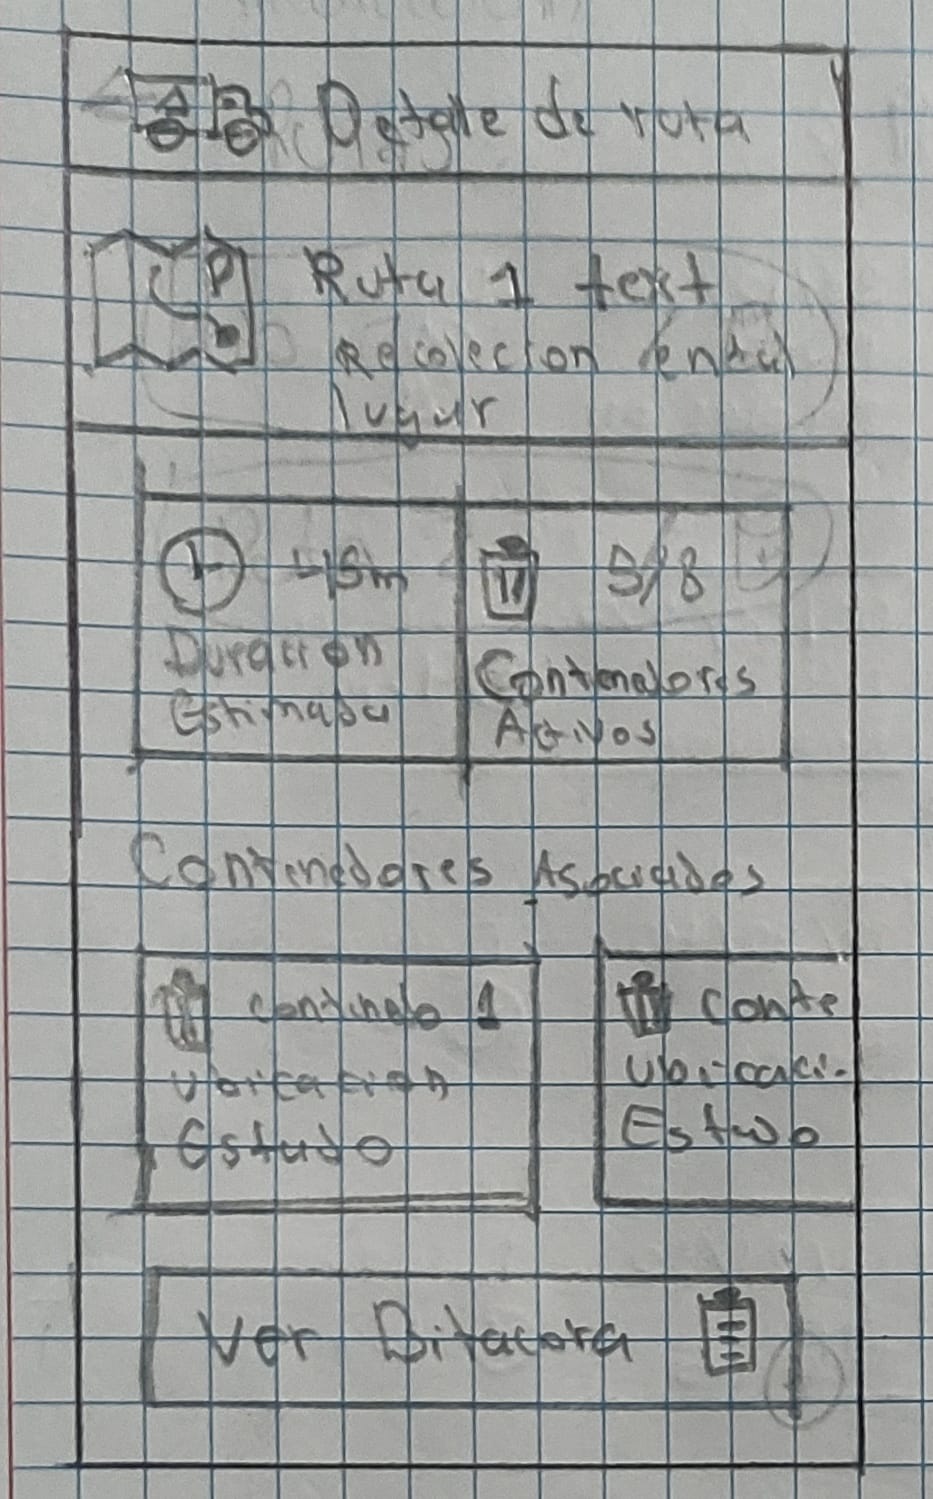 Detalle de ruta
Ruta 1 text
Recoleccion en tal
lugar
45m
Duracion
Estimada
5/8
Contenedores
Activos
Contenedores Asociados
contenedo 1
Ubicacion
Estado
Conte
Ubicaci.
Estado
Ver Bitacora